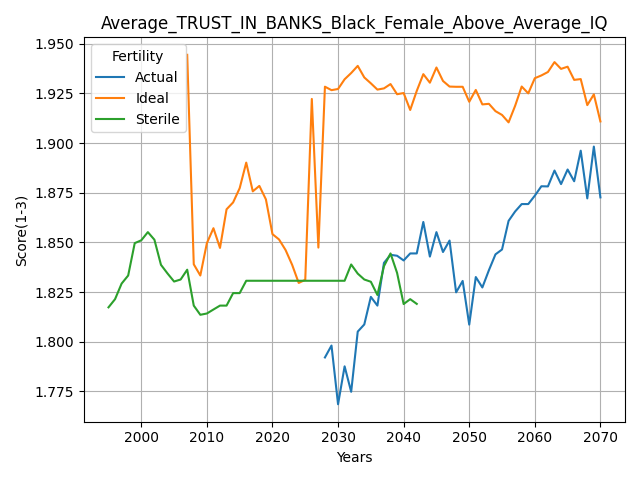 Average_TRUST_IN_BANKS_Black_Female_Above_Average_IQ
Fertility
Actual
Ideal
Sterile
Score(1-3)
1.950
1.925
1.900
1.875
1.850
1.825
1.800
1.775
2000 2010 2020 2030 2040 2050 2060 2070
Years